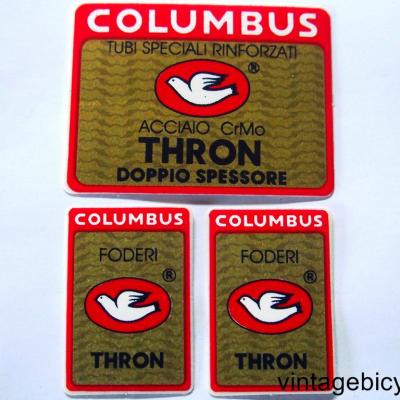 COLUMBUS
TUBI SPECIALI RINFORZATI
®
ACCIAIO CrMo
THRON
DOPPIO SPESSORE
COLUMBUS
FODERI
®
THRON
COLUMBUS
FODERI
®
THRON
vintagebicy